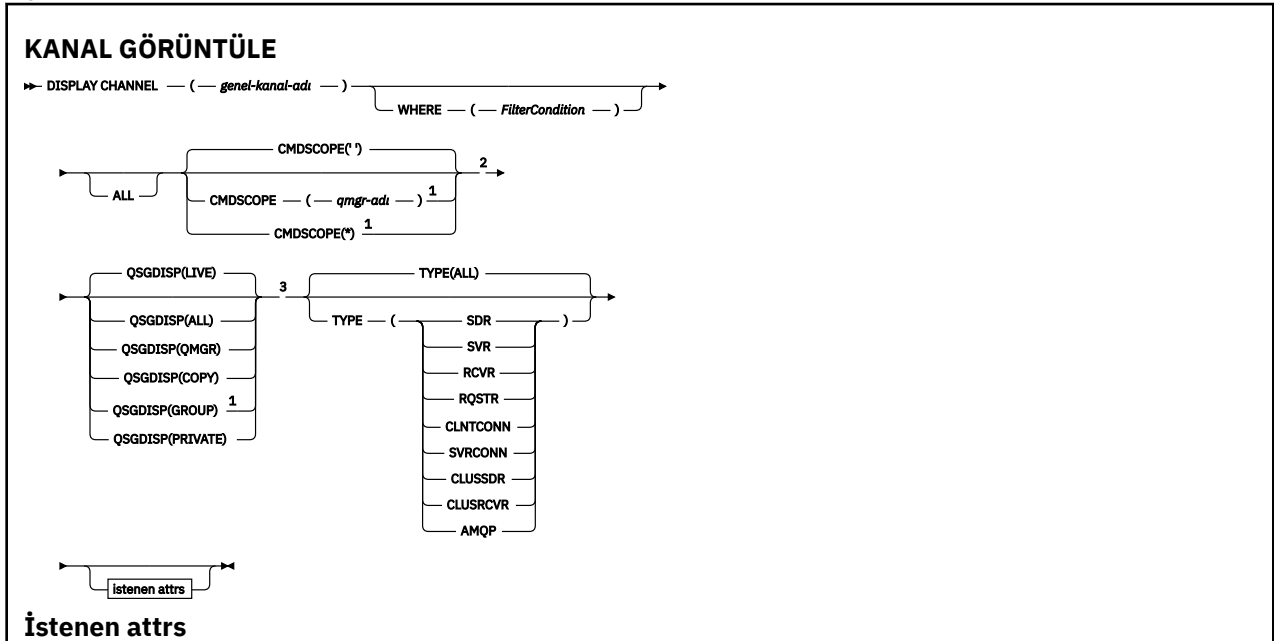 KANAL GÖRÜNTÜLE
DISPLAY CHANNEL — ( — genel-kanal-adı — )
WHERE — ( — FilterCondition — )
ALL
CMDSCOPE(' ')
CMDSCOPE — ( — qmgr-adı — ) 1
CMDSCOPE(*) 1
2
QSGDISP(LIVE)
QSGDISP(ALL)
QSGDISP(QMGR)
QSGDISP(COPY)
QSGDISP(GROUP) 1
QSGDISP(PRIVATE)
3
TYPE(ALL)
TYPE — ( — SDR — )
SVR
RCVR
RQSTR
CLNTCONN
SVRCONN
CLUSSDR
CLUSRCVR
AMQP
istenen attrs
İstenen attrs